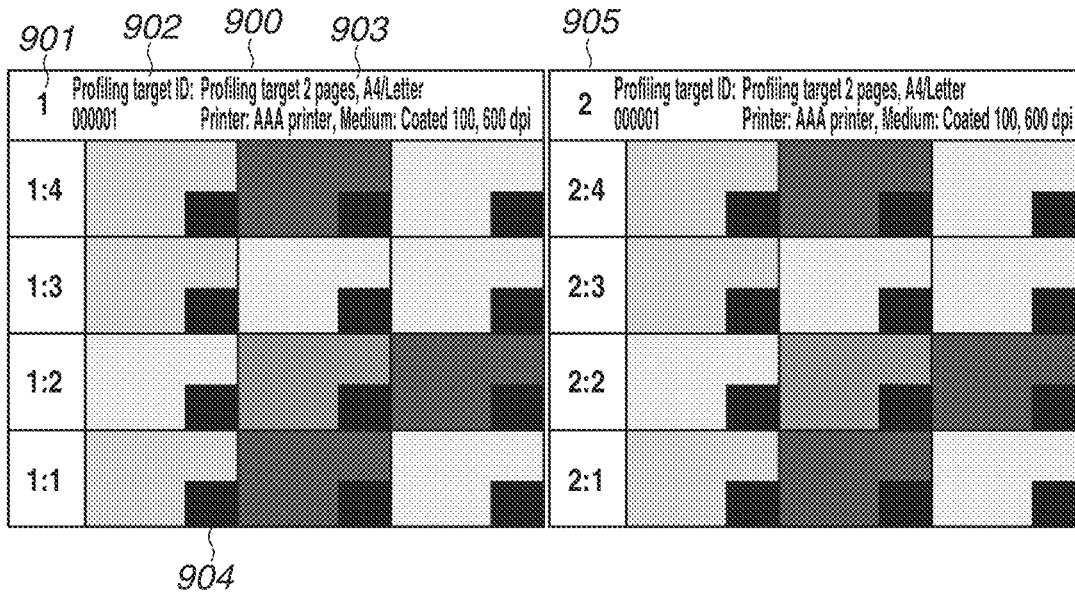 901 902 900 903 905
1 Profiling target ID: Profiling target 2 pages, A4/Letter
000001 Printer: AAA printer, Medium: Coated 100, 600 dpi
1:4
1:3
1:2
1:1
904
2 Profiling target ID: Profiling target 2 pages, A4/Letter
000001 Printer: AAA printer, Medium: Coated 100, 600 dpi
2:4
2:3
2:2
2:1